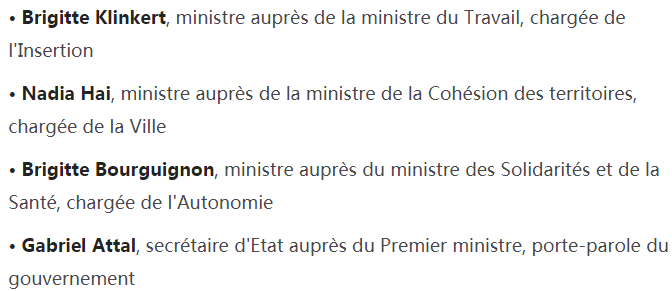 • Brigitte Klinkert, ministre auprès de la ministre du Travail, chargée de
l'Insertion
• Nadia Hai, ministre auprès de la ministre de la Cohésion des territoires,
chargée de la Ville
• Brigitte Bourguignon, ministre auprès du ministre des Solidarités et de la
Santé, chargée de l'Autonomie
• Gabriel Attal, secrétaire d'Etat auprès du Premier ministre, porte-parole du
gouvernement